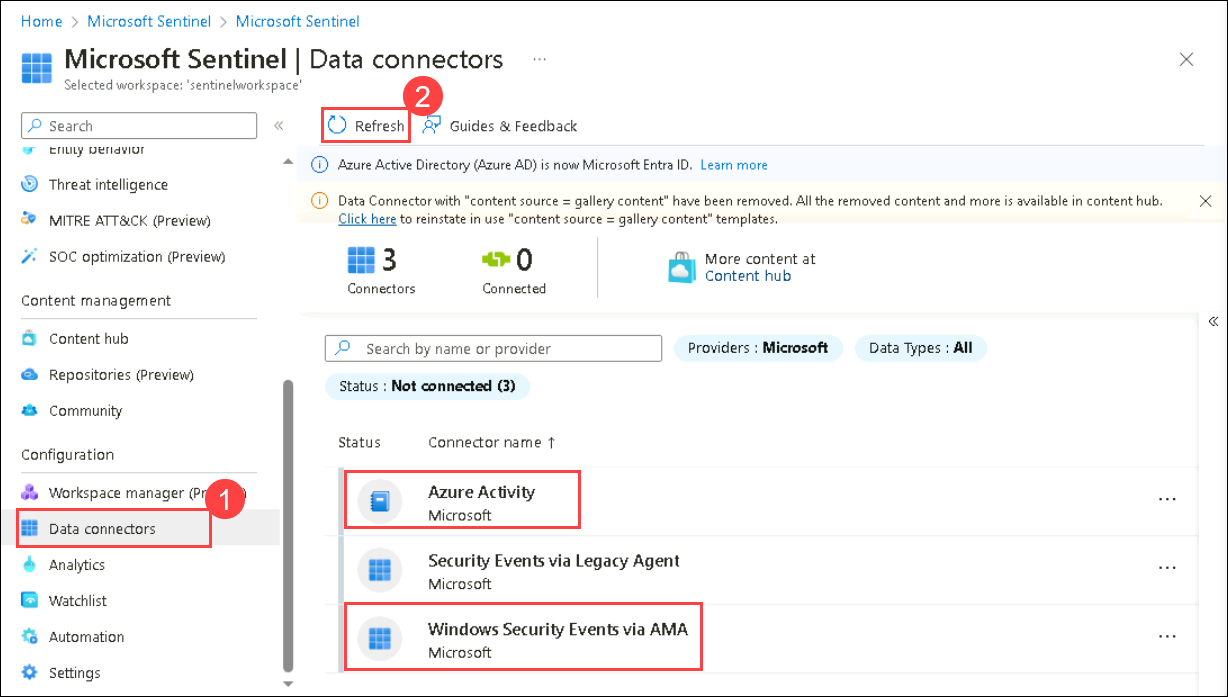 Home > Microsoft Sentinel > Microsoft Sentinel
Microsoft Sentinel | Data connectors ...
Selected workspace: 'sentinelworkspace'
2
Search
«
Refresh
Guides & Feedback
Entity behavior
Threat intelligence
MITRE ATT&CK (Preview)
SOC optimization (Preview)
Content management
Content hub
Repositories (Preview)
Community
Configuration
Workspace manager (Pr
1
Data connectors
Analytics
Watchlist
Automation
Settings
Azure Active Directory (Azure AD) is now Microsoft Entra ID. Learn more
Data Connector with "content source = gallery content" have been removed. All the removed content and more is available in content hub.
Click here to reinstate in use "content source = gallery content" templates.
3
Connectors
0
Connected
More content at
Content hub
«
Search by name or provider
Providers : Microsoft
Data Types : All
Status : Not connected (3)
Status
Connector name ↑
Azure Activity
Microsoft
...
Security Events via Legacy Agent
Microsoft
...
Windows Security Events via AMA
Microsoft
...